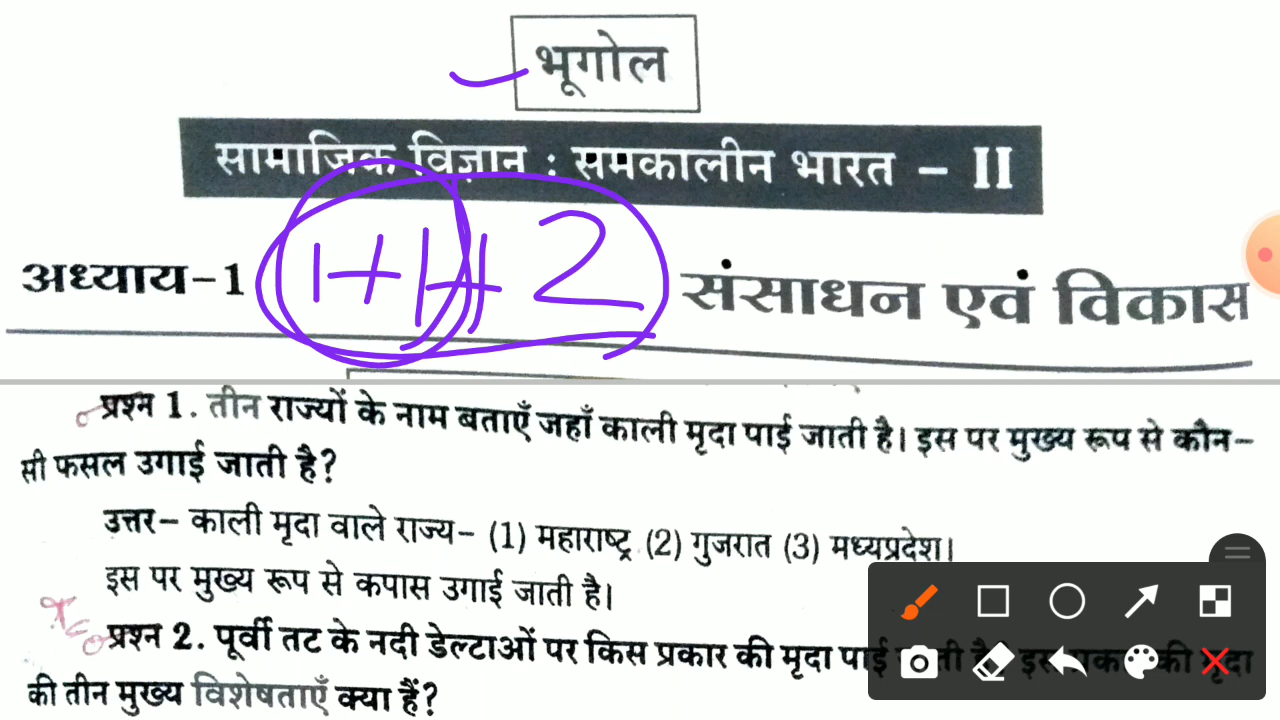 भूगोल
सामाजिक विज्ञान : समकालीन भारत – II
अध्याय-1 1+1+2 संसाधन एवं विकास
प्रश्न 1. तीन राज्यों के नाम बताएँ जहाँ काली मृदा पाई जाती है। इस पर मुख्य रूप से कौन-
सी फसल उगाई जाती है?
उत्तर– काली मृदा वाले राज्य– (1) महाराष्ट्र (2) गुजरात (3) मध्यप्रदेश।
इस पर मुख्य रूप से कपास उगाई जाती है।
प्रश्न 2. पूर्वी तट के नदी डेल्टाओं पर किस प्रकार की मृदा पाई की मृदा
की तीन मुख्य विशेषताएँ क्या हैं?